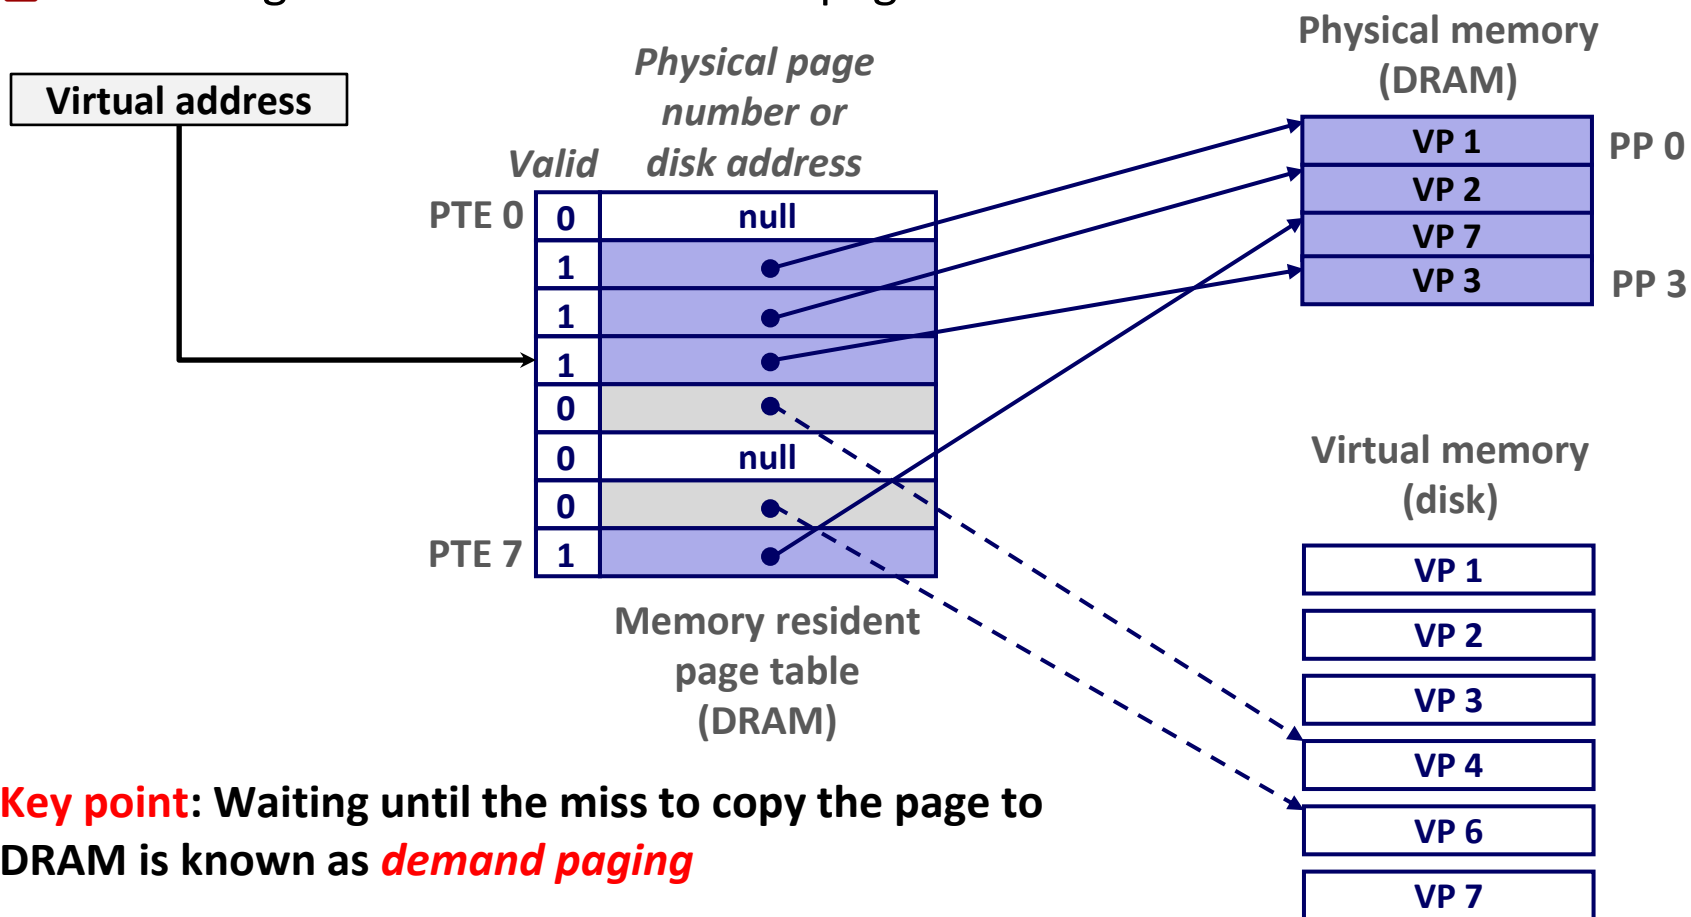 Physical memory
(DRAM)
Physical page
number or
disk address
Virtual address
Valid
VP 1
PP 0
VP 2
VP 7
VP 3
PP 3
PTE 0
0
null
1
1
1
0
0
null
0
PTE 7
1
Memory resident
page table
(DRAM)
Virtual memory
(disk)
VP 1
VP 2
VP 3
VP 4
VP 6
VP 7
Key point: Waiting until the miss to copy the page to
DRAM is known as demand paging